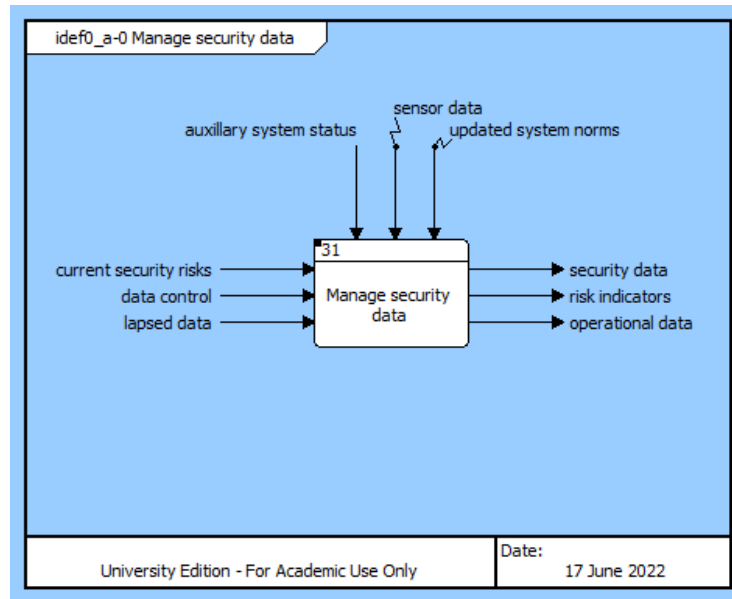 idef0_a-0 Manage security data
sensor data
auxillary system status
updated system norms
31
current security risks
security data
data control
Manage security
data
risk indicators
lapsed data
operational data
Date:
University Edition - For Academic Use Only
17 June 2022